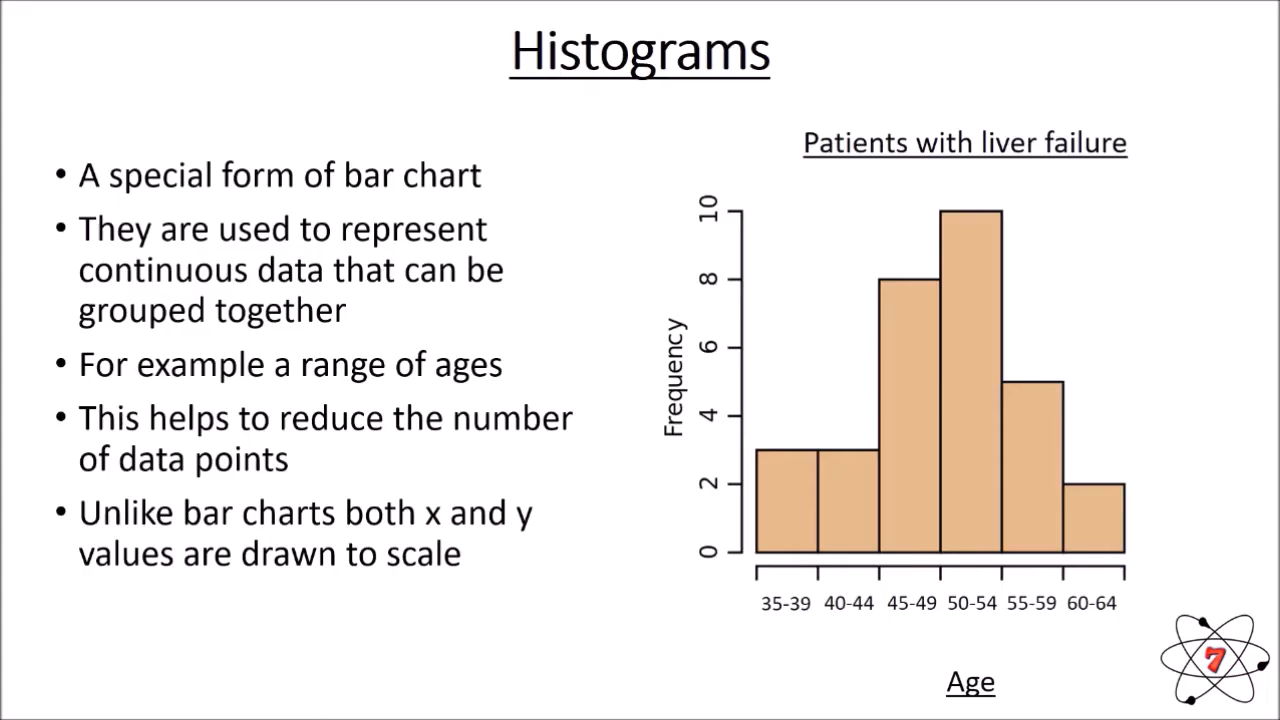 Histograms
• A special form of bar chart
• They are used to represent
continuous data that can be
grouped together
• For example a range of ages
• This helps to reduce the number
of data points
• Unlike bar charts both x and y
values are drawn to scale
Patients with liver failure
Frequency
10
8
6
4
2
0
35-39 40-44 45-49 50-54 55-59 60-64
Age
7